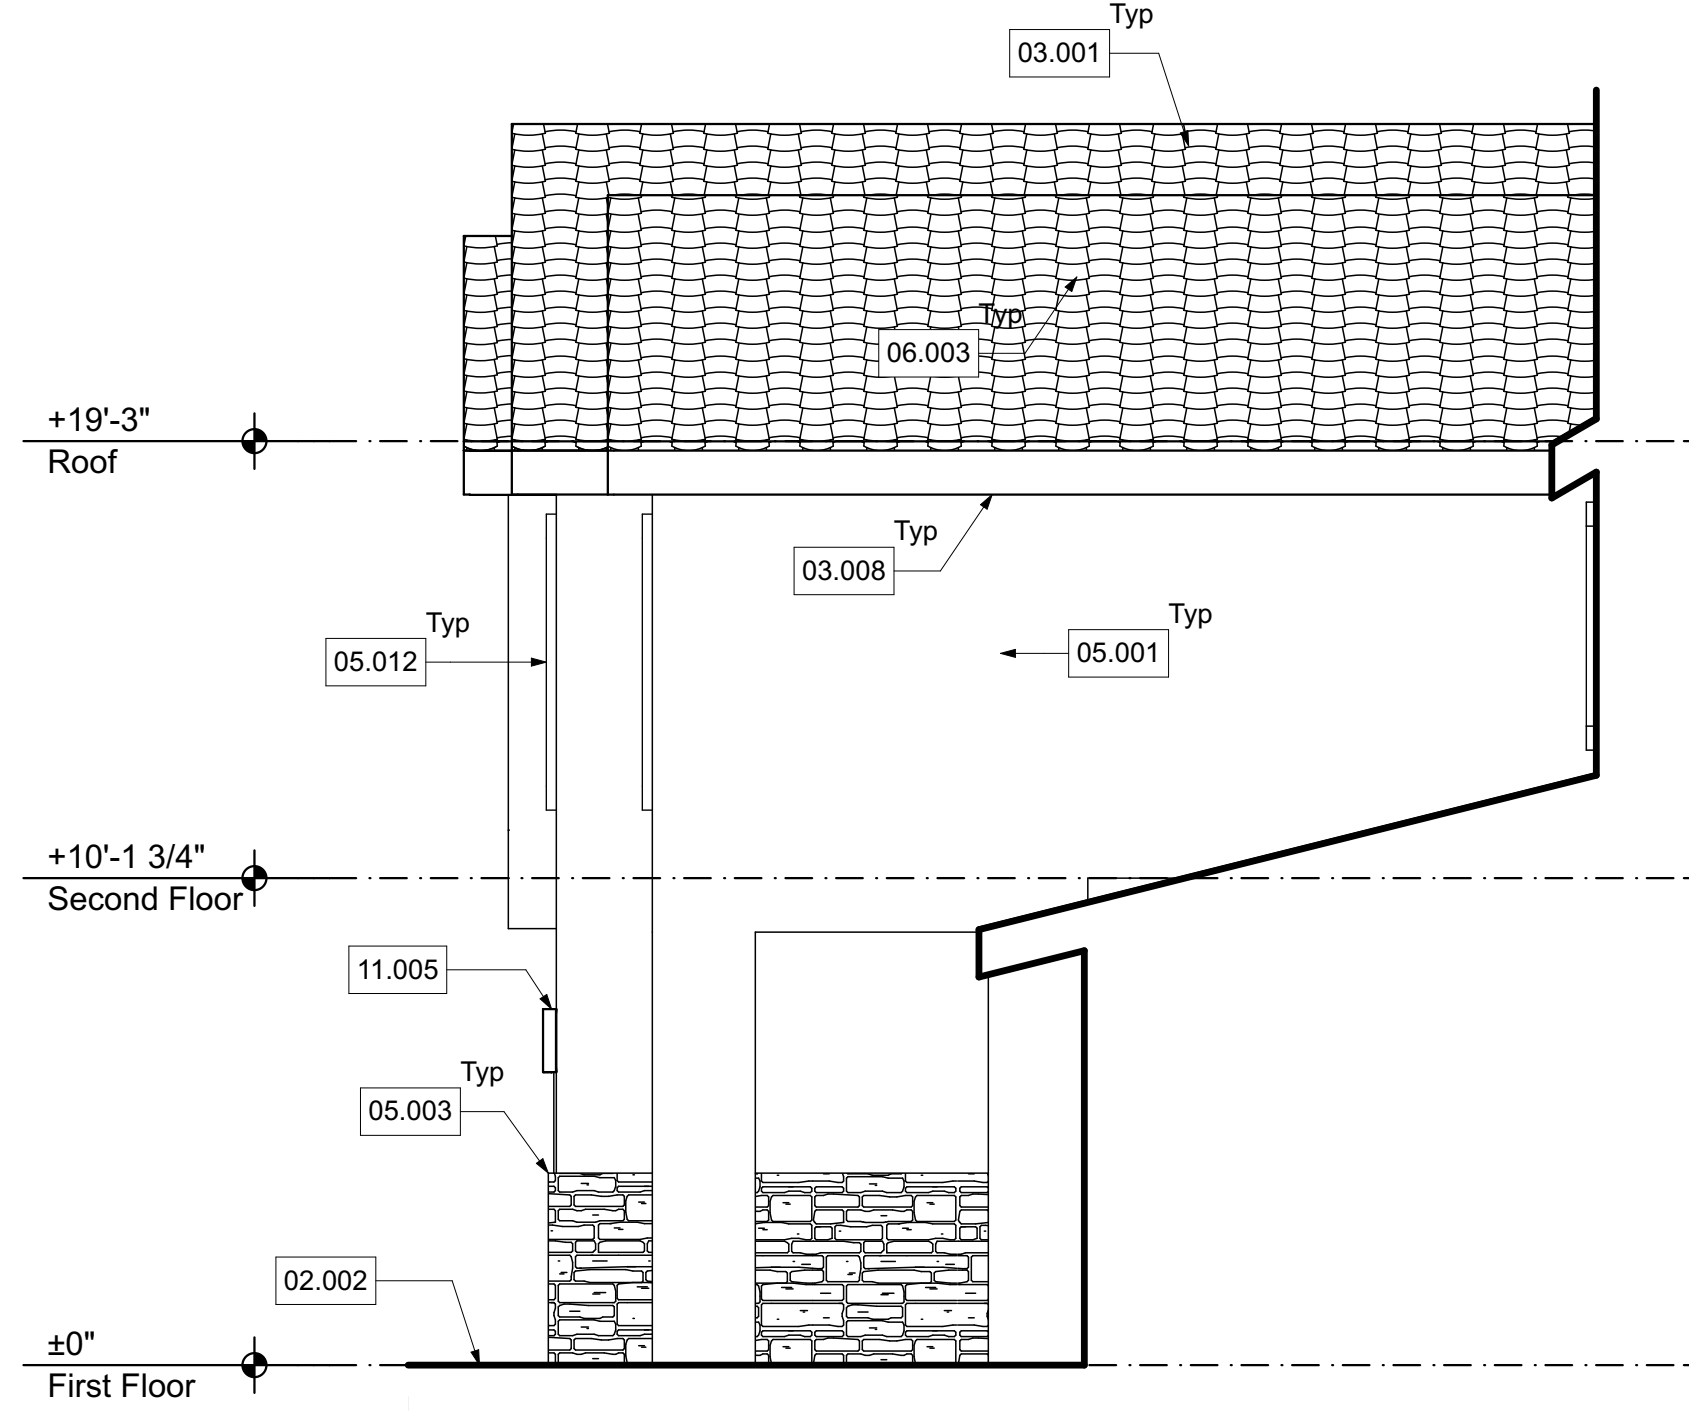 Typ
03.001
Typ
06.003
+19'-3"
Roof
Typ
03.008
Typ
05.012
Typ
05.001
+10'-1 3/4"
Second Floor
11.005
Typ
05.003
02.002
±0"
First Floor